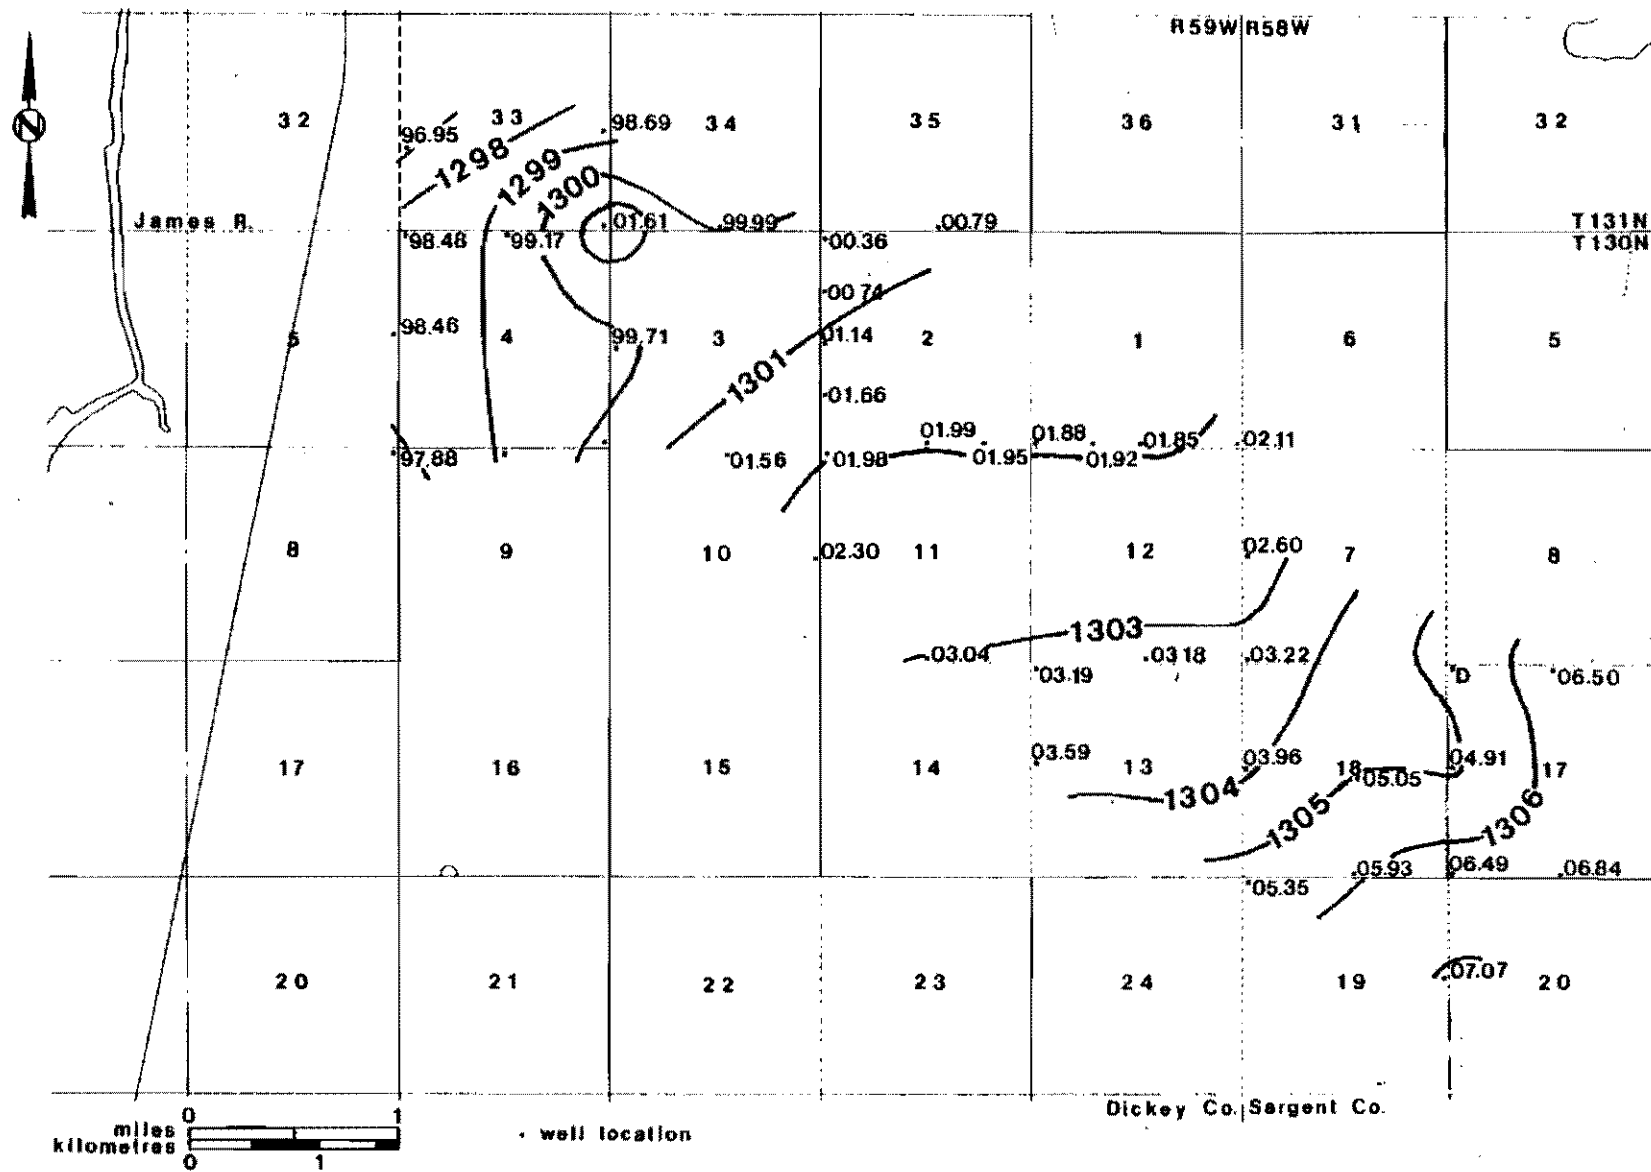 R59W R58W
N
32 33 34 35 36 31 32
96.95 98.69
1298
1299
1300
James R. 01.61 99.99 00.79 T131N
98.48 99.17 00.36 T130N
00 74
98.46 99.71 01.14
5 4 3 2 1 6 5
1301
01.66
01.99 01.88 01.85 02.11
97.88 01.56 01.98 01.95 01.92
8 9 10 02.30 11 12 02.60 7 8
1303
03.04 03.18 03.22
03.19 D 06.50
03.59 03.96 04.91
17 16 15 14 13 18 05.05 17
1304
1305
1306
05.93 06.49 06.84
05.35
07.07
20 21 22 23 24 19 20
Dickey Co. Sargent Co.
0 1
miles
kilometres
0 1
. well location